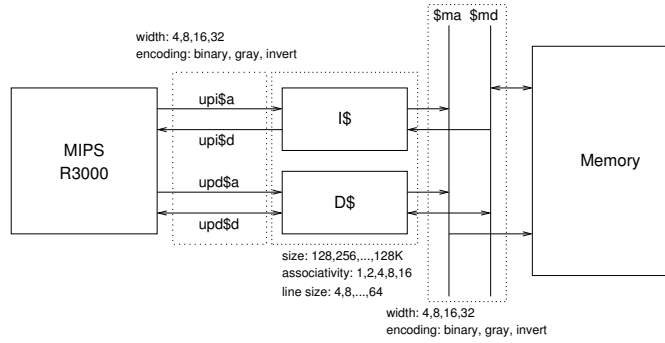 $ma $md
width: 4,8,16,32
encoding: binary, gray, invert
upi$a
I$
upi$d
MIPS
R3000
Memory
upd$a
D$
upd$d
size: 128,256,...,128K
associativity: 1,2,4,8,16
line size: 4,8,...,64
width: 4,8,16,32
encoding: binary, gray, invert